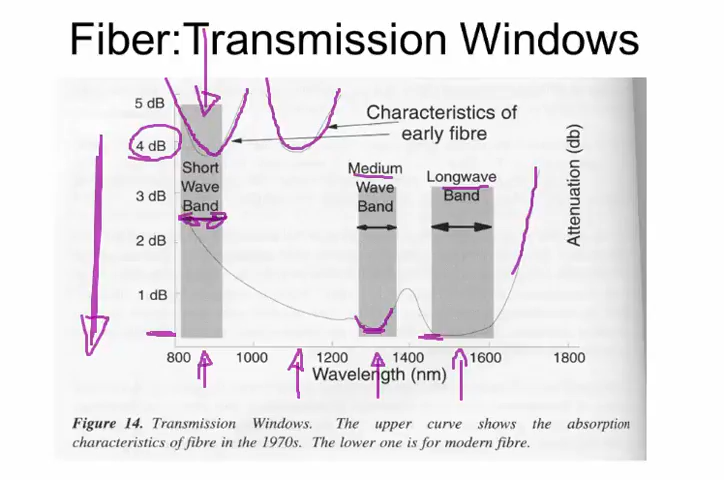 Fiber:Transmission Windows
5 dB
4 dB
3 dB
2 dB
1 dB
Characteristics of
early fibre
Short
Wave
Band
Medium
Wave
Band
Longwave
Band
Attenuation (db)
800 1000 1200 1400 1600 1800
Wavelength (nm)
Figure 14. Transmission Windows. The upper curve shows the absorption
characteristics of fibre in the 1970s. The lower one is for modern fibre.